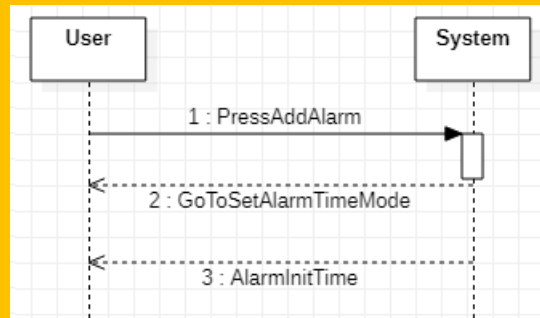 User
System
1 : PressAddAlarm
2 : GoToSetAlarmTimeMode
3 : AlarmInitTime